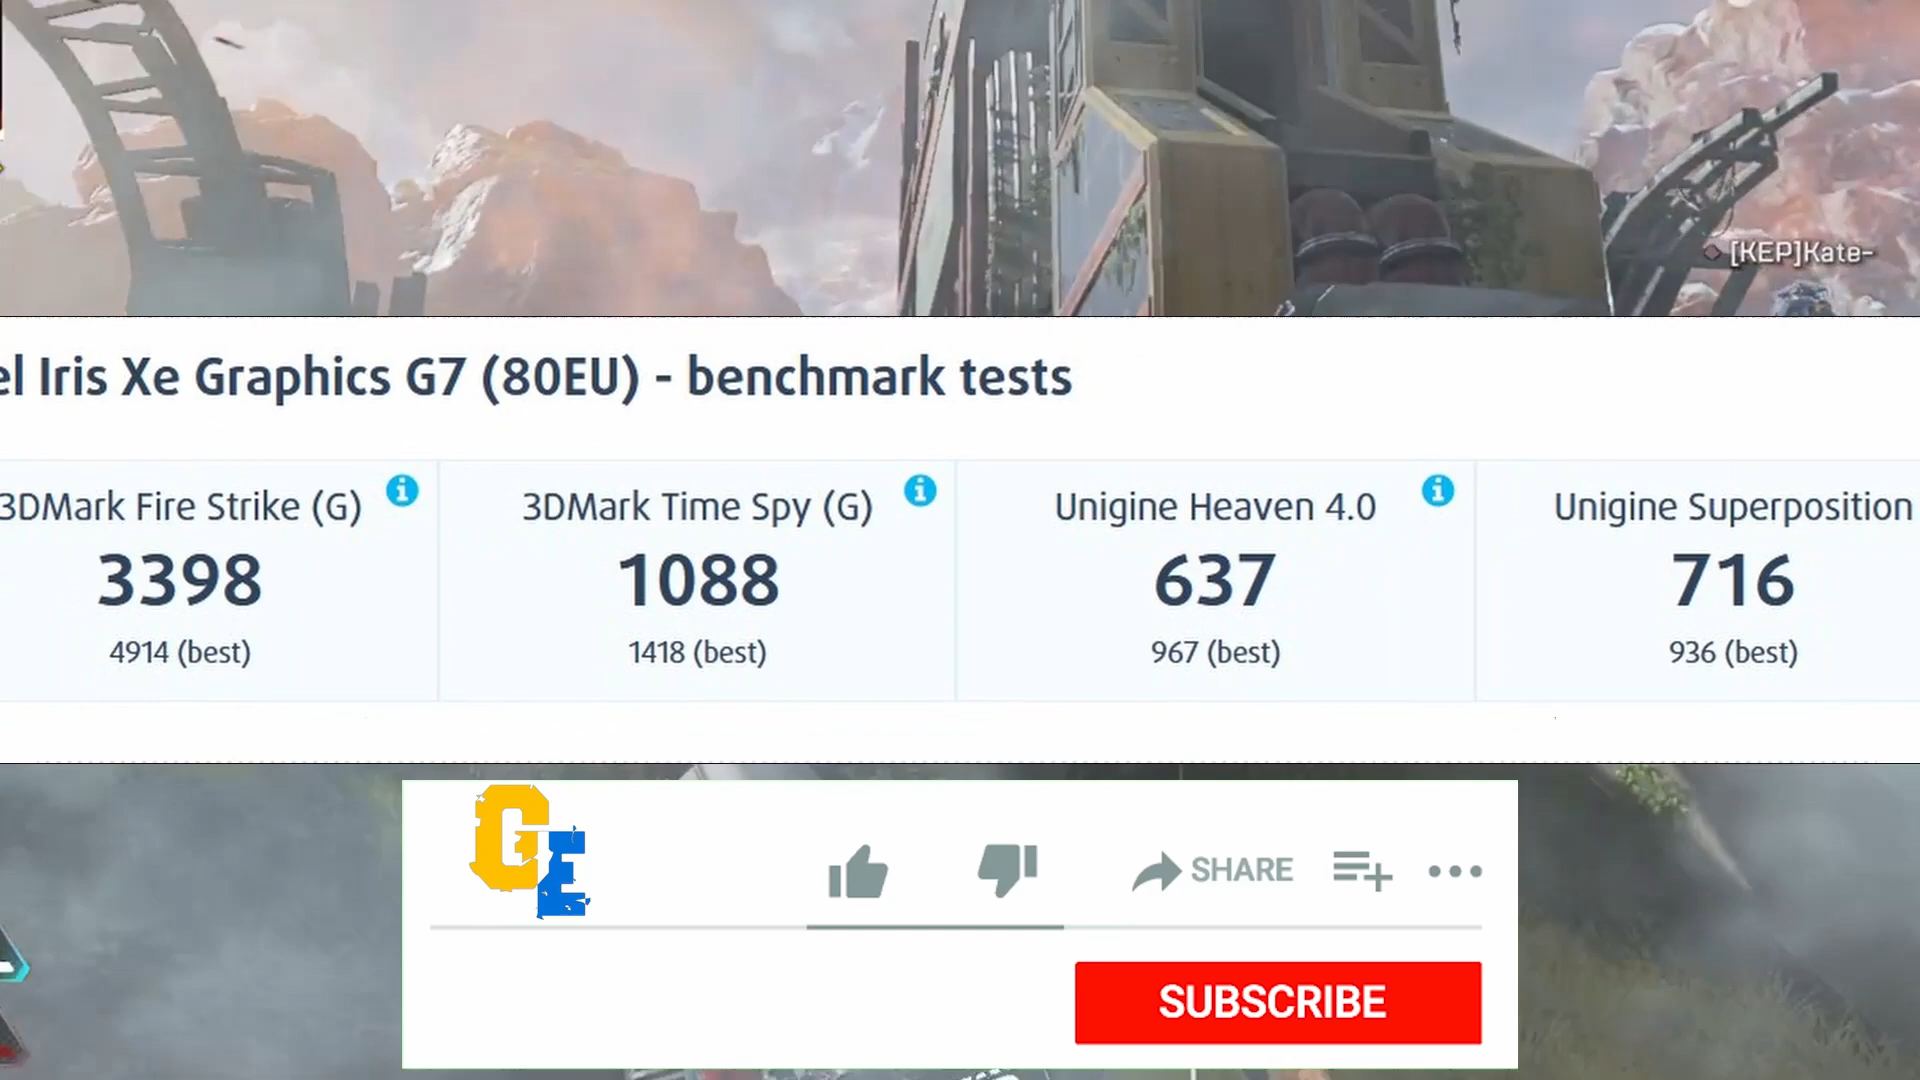 [KEP]Kate-
el Iris Xe Graphics G7 (80EU) - benchmark tests
3DMark Fire Strike (G)
3398
4914 (best)
3DMark Time Spy (G)
1088
1418 (best)
Unigine Heaven 4.0
637
967 (best)
Unigine Superposition
716
936 (best)
GE
SHARE
SUBSCRIBE